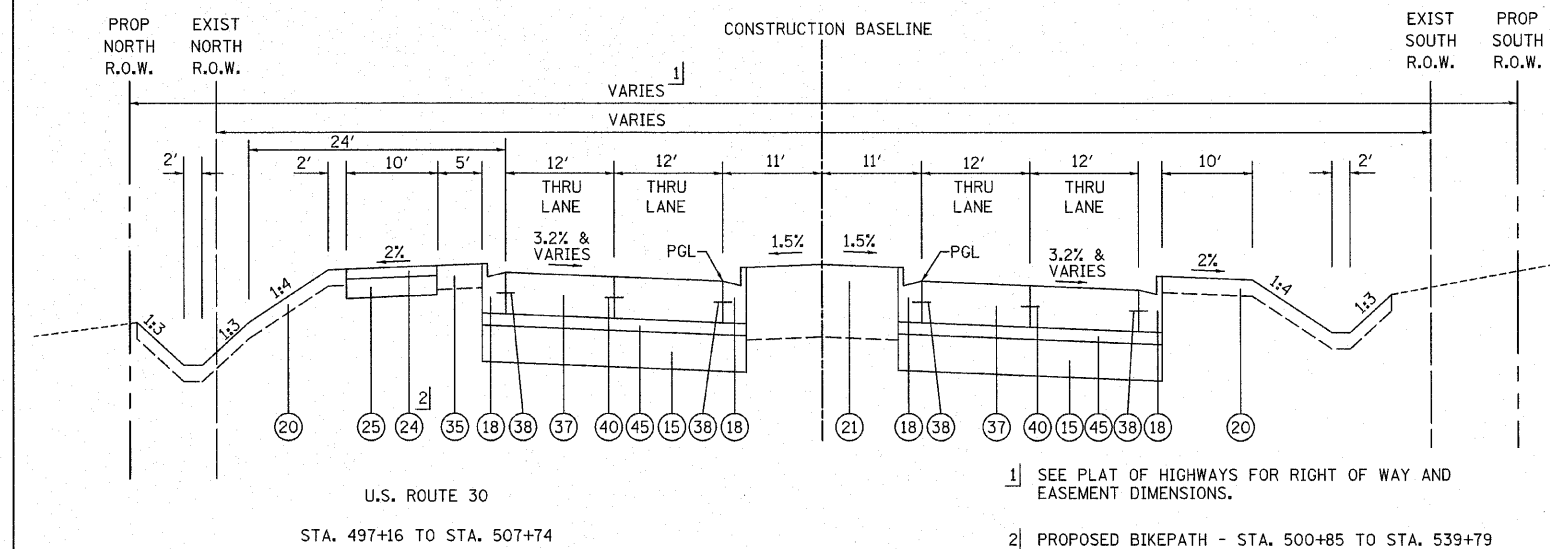 PROP NORTH R.O.W.
EXIST NORTH R.O.W.
CONSTRUCTION BASELINE
EXIST SOUTH R.O.W.
PROP SOUTH R.O.W.
VARIES 1
VARIES
24'
2' 2' 10' 5' 12' 12' 11' 11' 12' 12' 10' 2'
THRU LANE
THRU LANE
THRU LANE
THRU LANE
3.2% & VARIES
PGL
1.5% 1.5%
PGL
3.2% & VARIES
2%
2%
1:3 1:3 1:4 1:4 1:3
20 25 24 2 35 18 38 37 40 45 15 38 18 21 18 38 37 40 15 45 38 18 20
U.S. ROUTE 30
STA. 497+16 TO STA. 507+74
1 SEE PLAT OF HIGHWAYS FOR RIGHT OF WAY AND
EASEMENT DIMENSIONS.
2 PROPOSED BIKEPATH - STA. 500+85 TO STA. 539+79